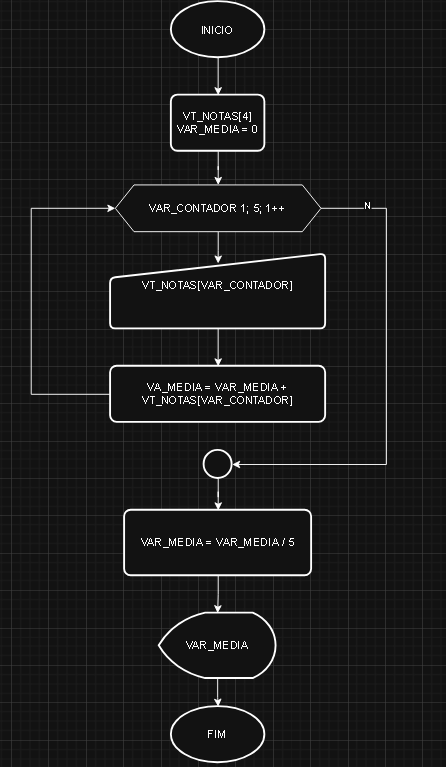 INICIO
VT_NOTAS[4]
VAR_MEDIA = 0
VAR_CONTADOR 1; 5; 1++
N
VT_NOTAS[VAR_CONTADOR]
VA_MEDIA = VAR_MEDIA +
VT_NOTAS[VAR_CONTADOR]
VAR_MEDIA = VAR_MEDIA / 5
VAR_MEDIA
FIM